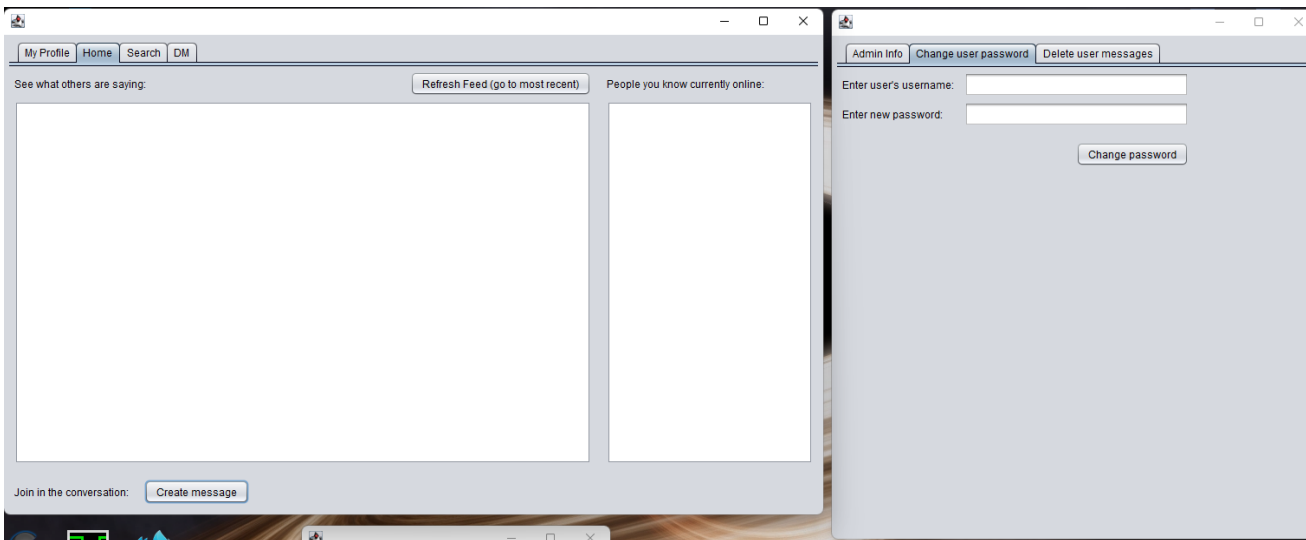 My Profile Home Search DM
See what others are saying: Refresh Feed (go to most recent) People you know currently online:
Join in the conversation: Create message
Admin Info Change user password Delete user messages
Enter user's username:
Enter new password:
Change password